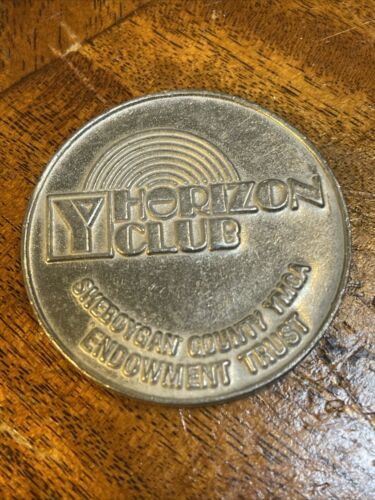 Y HORIZON
CLUB
SHEBOYGAN COUNTY YMCA
ENDOWMENT TRUST